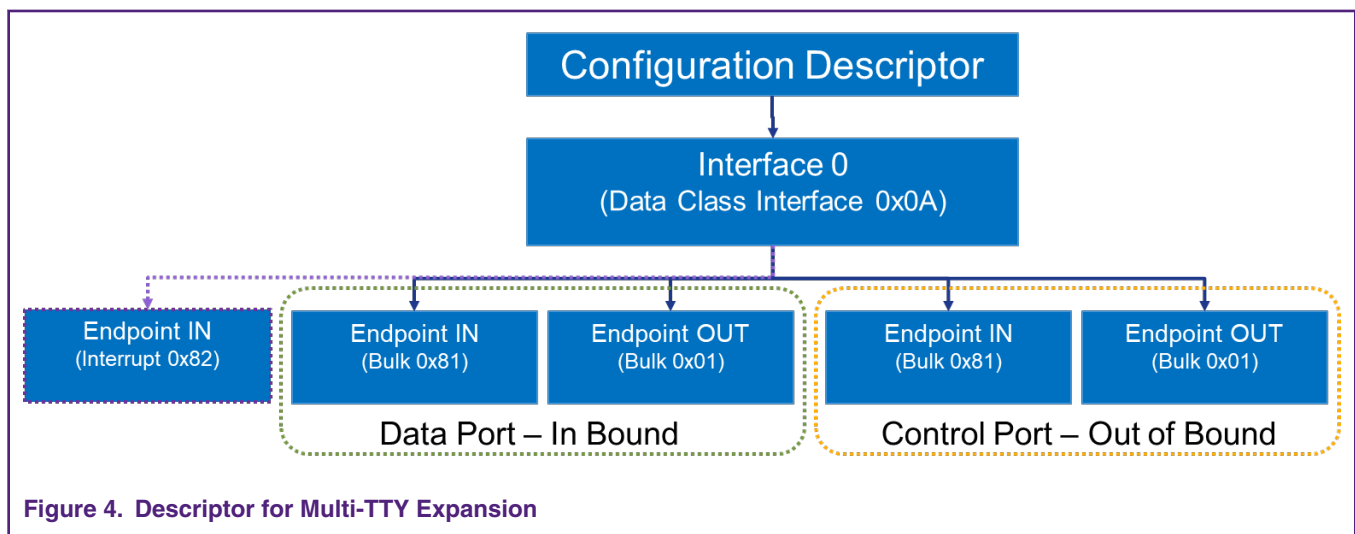 Configuration Descriptor
Interface 0
(Data Class Interface 0x0A)
Endpoint IN
(Interrupt 0x82)
Endpoint IN
(Bulk 0x81)
Endpoint OUT
(Bulk 0x01)
Data Port – In Bound
Endpoint IN
(Bulk 0x81)
Endpoint OUT
(Bulk 0x01)
Control Port – Out of Bound
Figure 4. Descriptor for Multi-TTY Expansion